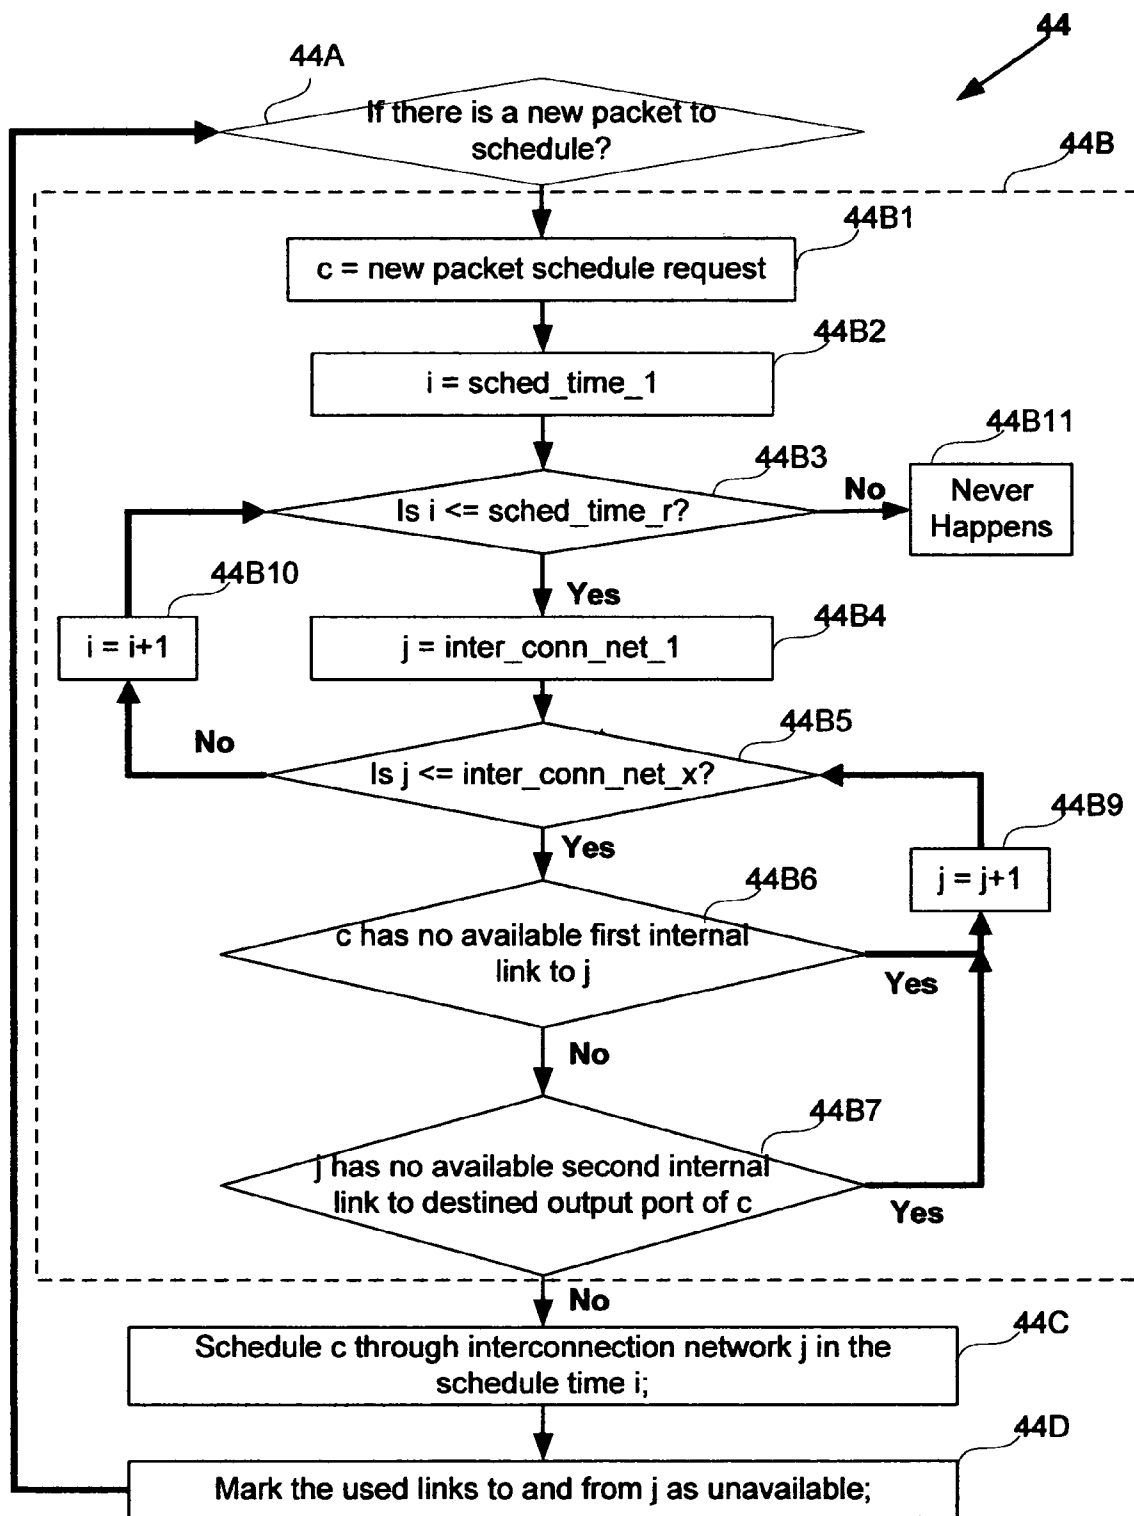 44
44A
If there is a new packet to
schedule?
44B
44B1
c = new packet schedule request
44B2
i = sched_time_1
44B11
44B3
No
Never
Happens
Is i <= sched_time_r?
44B10
Yes
44B4
i = i+1
j = inter_conn_net_1
44B5
No
Is j <= inter_conn_net_x?
44B9
Yes
j = j+1
44B6
c has no available first internal
link to j
Yes
No
44B7
j has no available second internal
link to destined output port of c
Yes
No
44C
Schedule c through interconnection network j in the
schedule time i;
44D
Mark the used links to and from j as unavailable;